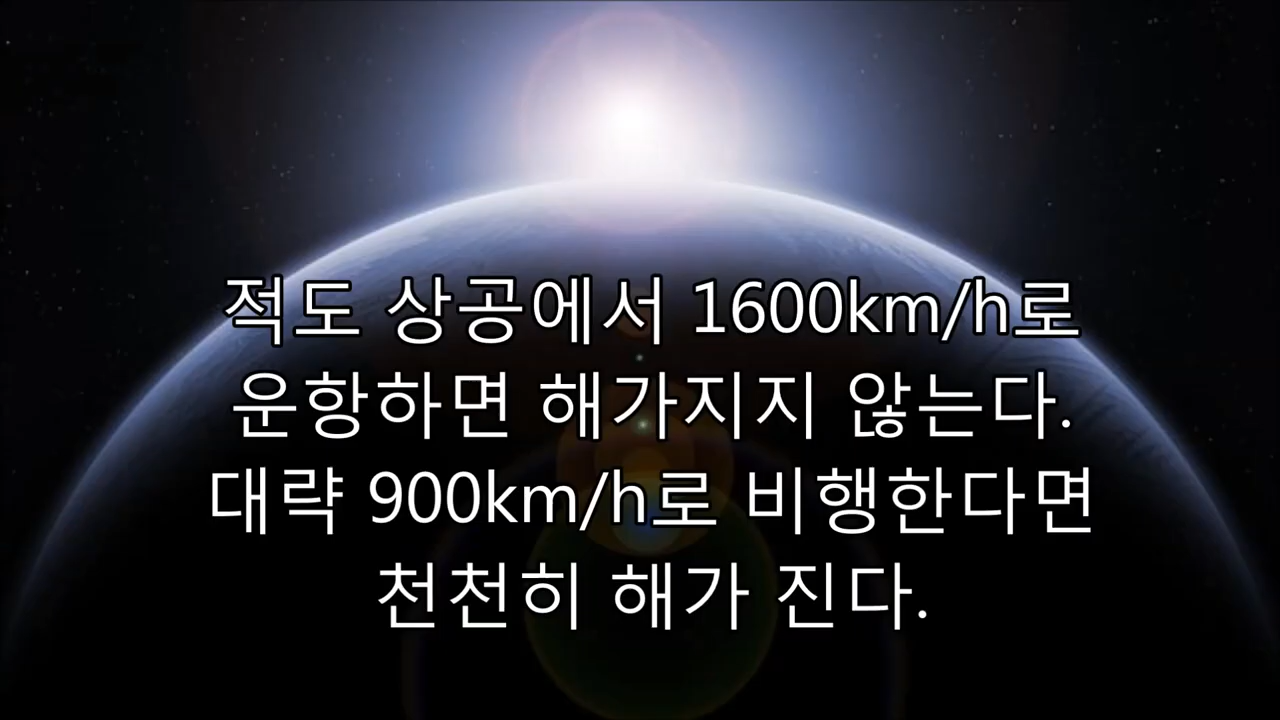 적도 상공에서 1600km/h로
운항하면 해가지지 않는다.
대략 900km/h로 비행한다면
천천히 해가 진다.